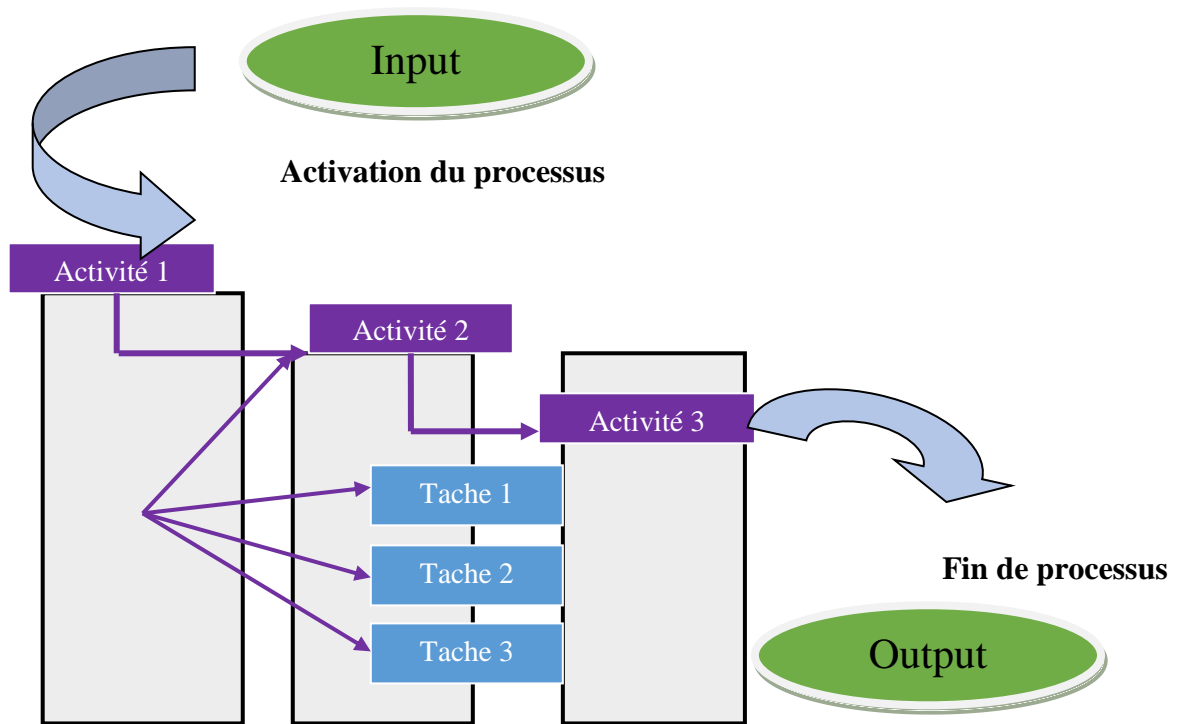 Input
Activation du processus
Activité 1
Activité 2
Activité 3
Tache 1
Tache 2
Tache 3
Fin de processus
Output